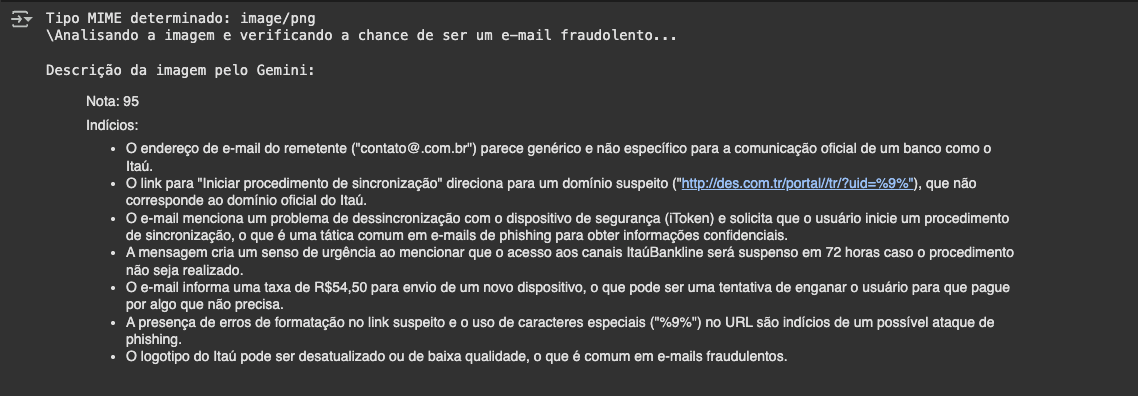 Tipo MIME determinado: image/png
\Analisando a imagem e verificando a chance de ser um e-mail fraudolento...
Descrição da imagem pelo Gemini:
Nota: 95
Indícios:
• O endereço de e-mail do remetente ("contato@.com.br") parece genérico e não específico para a comunicação oficial de um banco como o
Itaú.
• O link para "Iniciar procedimento de sincronização" direciona para um domínio suspeito ("http://des.com.tr/portal//tr/?uid=%9%"), que não
corresponde ao domínio oficial do Itaú.
• O e-mail menciona um problema de dessincronização com o dispositivo de segurança (iToken) e solicita que o usuário inicie um procedimento
de sincronização, o que é uma tática comum em e-mails de phishing para obter informações confidenciais.
• A mensagem cria um senso de urgência ao mencionar que o acesso aos canais ItaúBankline será suspenso em 72 horas caso o procedimento
não seja realizado.
• O e-mail informa uma taxa de R$54,50 para envio de um novo dispositivo, o que pode ser uma tentativa de enganar o usuário para que pague
por algo que não precisa.
• A presença de erros de formatação no link suspeito e o uso de caracteres especiais ("%9%") no URL são indícios de um possível ataque de
phishing.
• O logotipo do Itaú pode ser desatualizado ou de baixa qualidade, o que é comum em e-mails fraudulentos.